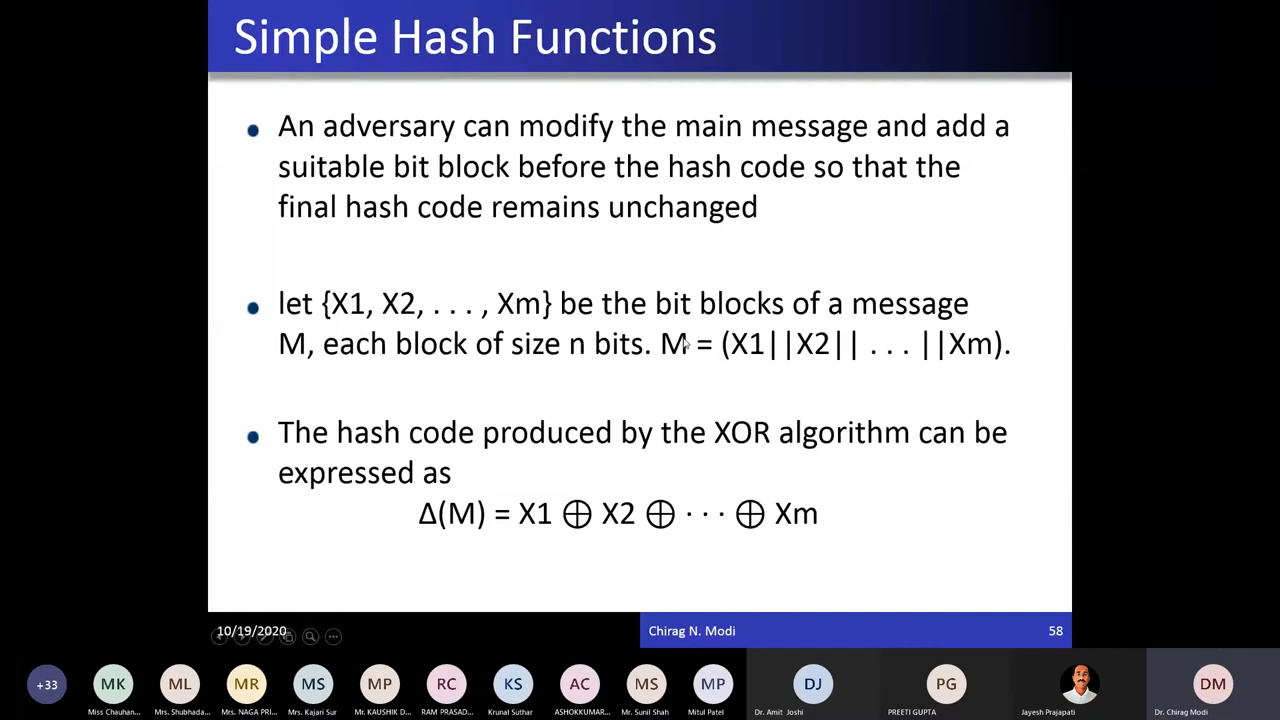 Simple Hash Functions
• An adversary can modify the main message and add a
suitable bit block before the hash code so that the
final hash code remains unchanged
• let {X1, X2, . . . , Xm} be the bit blocks of a message
M, each block of size n bits. M = (X1||X2|| . . . ||Xm).
• The hash code produced by the XOR algorithm can be
expressed as
Δ(M) = X1 ⨁ X2 ⨁ · · · ⨁ Xm
10/19/2020
Chirag N. Modi
58
+33
MK
ML
MR
MS
MP
RC
KS
AC
MS
MP
DJ
PG
DM
Miss Chauhan...
Mrs. Shubhada...
Mrs. NAGA PRI...
Mrs. Kajari Sur
Mr. KAUSHIK D...
RAM PRASAD...
Krunal Suthar
ASHOKKUMAR...
Mr. Sunil Shah
Mitul Patel
Dr. Amit Joshi
PREETI GUPTA
Jayesh Prajapati
Dr. Chirag Modi